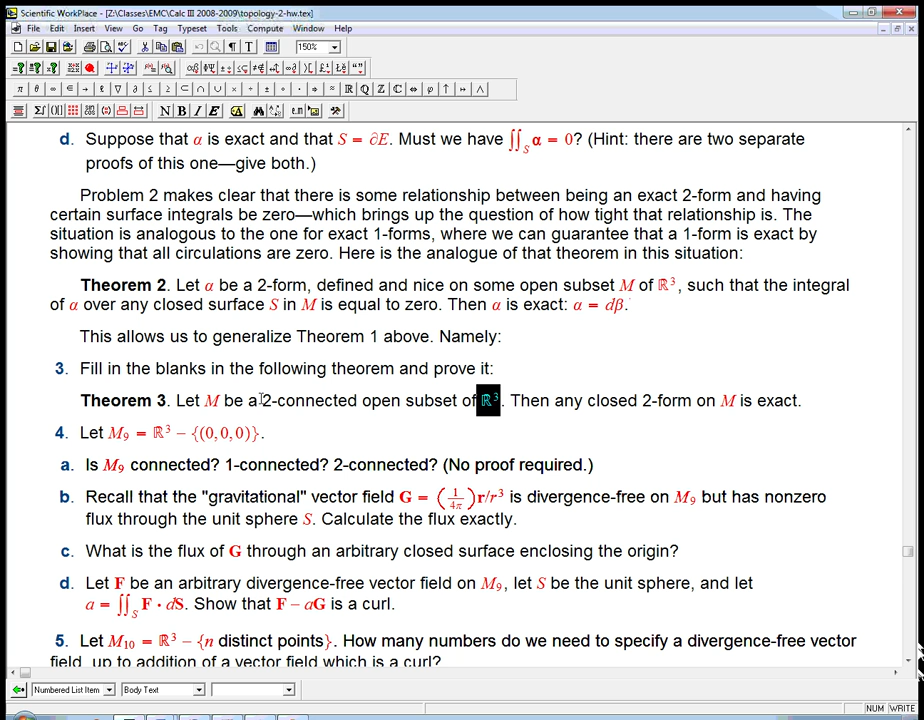 Scientific WorkPlace - [Z:\Classes\EMC\Calc III 2008-2009\topology-2-hw.tex]
File Edit Insert View Go Tag Typeset Tools Compute Window Help
150%
d. Suppose that α is exact and that S = ∂E. Must we have ∬_S α = 0? (Hint: there are two separate
proofs of this one—give both.)
Problem 2 makes clear that there is some relationship between being an exact 2-form and having
certain surface integrals be zero—which brings up the question of how tight that relationship is. The
situation is analogous to the one for exact 1-forms, where we can guarantee that a 1-form is exact by
showing that all circulations are zero. Here is the analogue of that theorem in this situation:
Theorem 2. Let α be a 2-form, defined and nice on some open subset M of ℝ³, such that the integral
of α over any closed surface S in M is equal to zero. Then α is exact: α = dβ.
This allows us to generalize Theorem 1 above. Namely:
3. Fill in the blanks in the following theorem and prove it:
Theorem 3. Let M be a 2-connected open subset of ℝ³. Then any closed 2-form on M is exact.
4. Let M₉ = ℝ³ − {(0,0,0)}.
a. Is M₉ connected? 1-connected? 2-connected? (No proof required.)
b. Recall that the "gravitational" vector field G = (1/4π) r/r³ is divergence-free on M₉ but has nonzero
flux through the unit sphere S. Calculate the flux exactly.
c. What is the flux of G through an arbitrary closed surface enclosing the origin?
d. Let F be an arbitrary divergence-free vector field on M₉, let S be the unit sphere, and let
a = ∬_S F • dS. Show that F − aG is a curl.
5. Let M₁₀ = ℝ³ − {n distinct points}. How many numbers do we need to specify a divergence-free vector
field, up to addition of a vector field which is a curl?
Numbered List Item Body Text
NUM WRITE